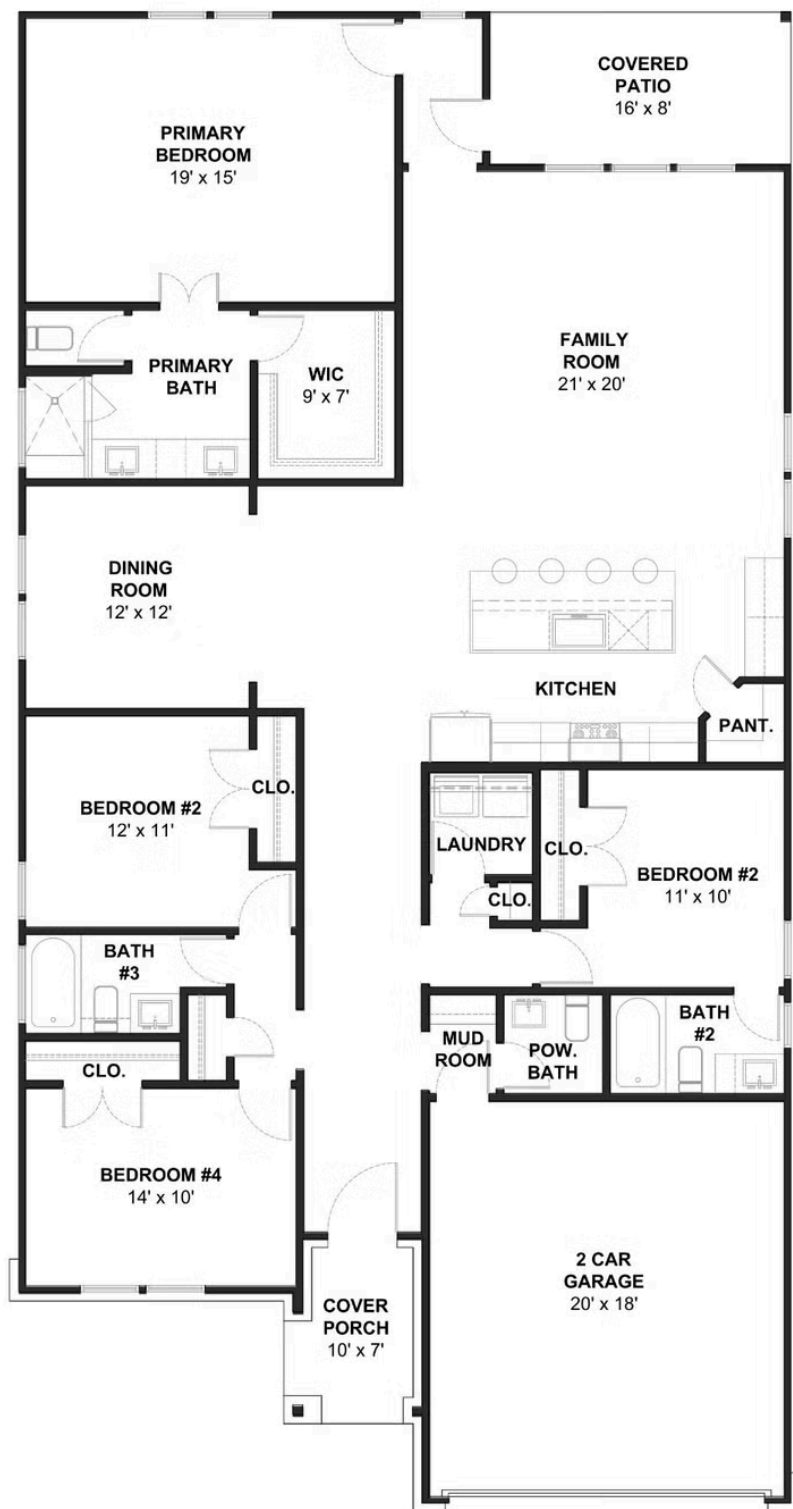 COVERED
PATIO
16' x 8'
PRIMARY
BEDROOM
19' x 15'
FAMILY
ROOM
21' x 20'
PRIMARY
BATH
WIC
9' x 7'
DINING
ROOM
12' x 12'
KITCHEN
PANT.
BEDROOM #2
12' x 11'
CLO.
LAUNDRY
CLO.
BEDROOM #2
11' x 10'
CLO.
BATH
#3
MUD
ROOM
POW.
BATH
BATH
#2
CLO.
BEDROOM #4
14' x 10'
2 CAR
GARAGE
20' x 18'
COVER
PORCH
10' x 7'